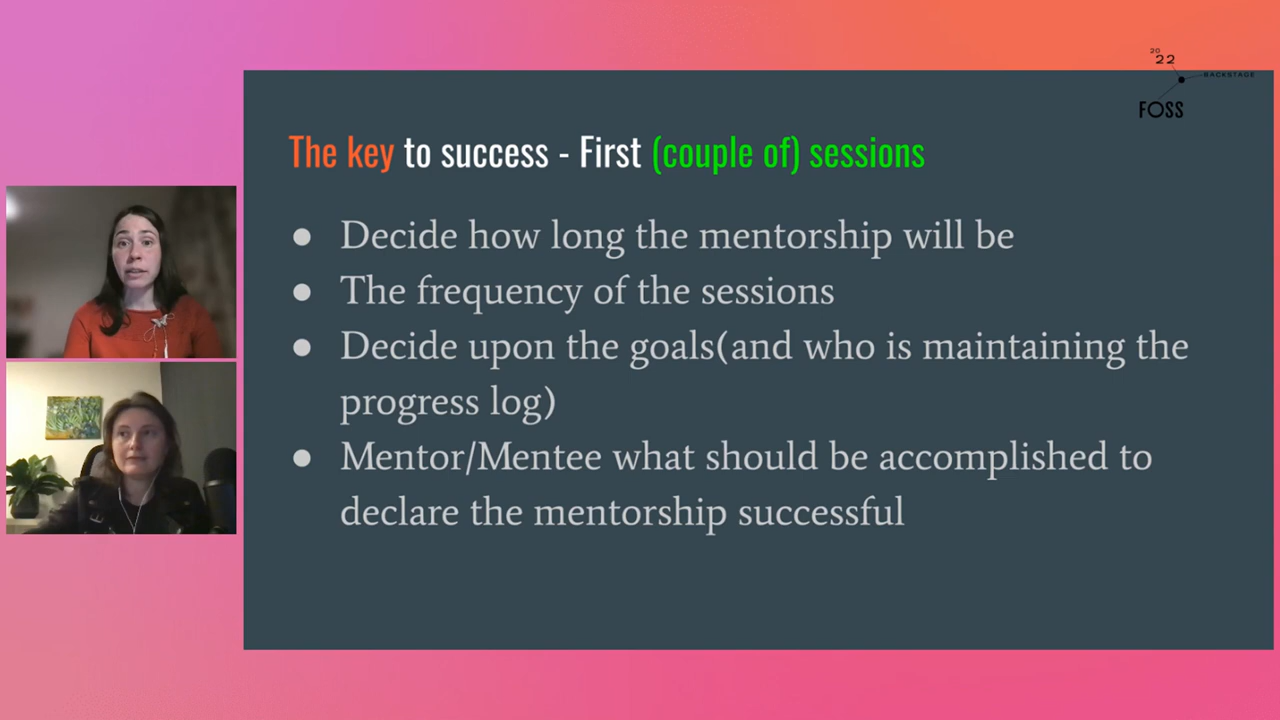 20
22
BACKSTAGE
FOSS
The key to success - First (couple of) sessions
● Decide how long the mentorship will be
● The frequency of the sessions
● Decide upon the goals(and who is maintaining the
progress log)
● Mentor/Mentee what should be accomplished to
declare the mentorship successful